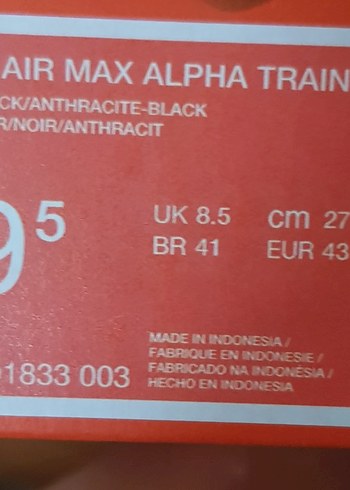 AIR MAX ALPHA TRAIN
CK/ANTHRACITE-BLACK
R/NOIR/ANTHRACIT
9 5
UK 8.5 cm 27
BR 41 EUR 43
MADE IN INDONESIA /
FABRIQUE EN INDONESIE /
FABRICADO NA INDONÉSIA /
HECHO EN INDONESIA
1833 003